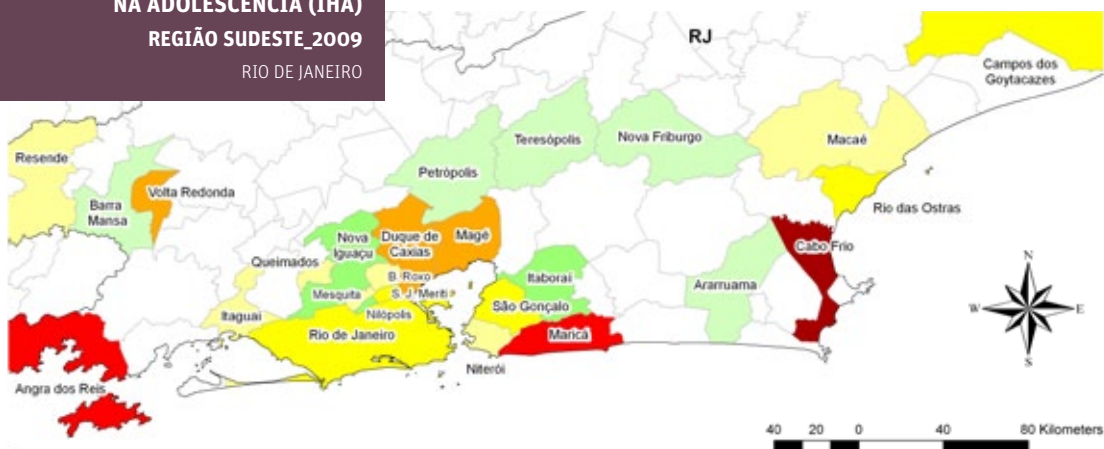 NA ADOLESCÊNCIA (IHA)
REGIÃO SUDESTE_2009
RIO DE JANEIRO
RJ
Campos dos
Goytacazes
Teresópolis
Nova Friburgo
Macaé
Resende
Petrópolis
Volta Redonda
Barra
Mansa
Rio das Ostras
Nova
Iguaçu
Duque de
Caxias
Magé
Cabo Frio
Queimados
B. Roxo
Itaboraí
Mesquita
S. J. Meriti
Araruama
São Gonçalo
Itaguai
Nilópolis
Rio de Janeiro
Maricá
Niterói
Angra dos Reis
N
W
E
S
40 20 0 40 80 Kilometers